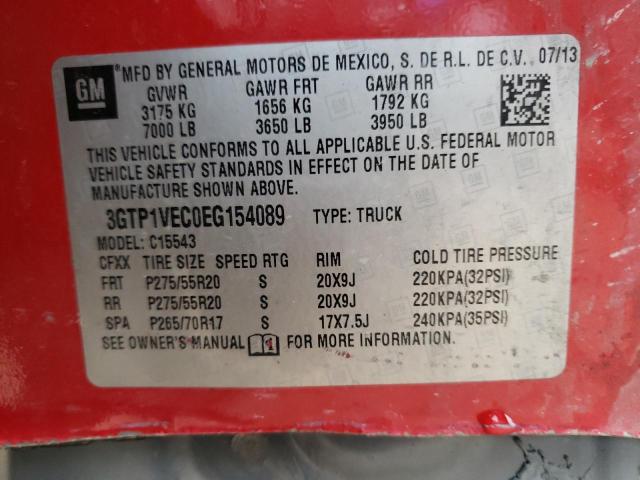 GM ® MFD BY GENERAL MOTORS DE MEXICO, S. DE R.L. DE C.V. 07/13
GVWR GAWR FRT GAWR RR
3175 KG 1656 KG 1792 KG
7000 LB 3650 LB 3950 LB
THIS VEHICLE CONFORMS TO ALL APPLICABLE U.S. FEDERAL MOTOR
VEHICLE SAFETY STANDARDS IN EFFECT ON THE DATE OF
MANUFACTURE SHOWN ABOVE.
3GTP1VEC0EG154089 TYPE: TRUCK
MODEL: C15543
CFXX TIRE SIZE SPEED RTG RIM COLD TIRE PRESSURE
FRT P275/55R20 S 20X9J 220KPA(32PSI)
RR P275/55R20 S 20X9J 220KPA(32PSI)
SPA P265/70R17 S 17X7.5J 240KPA(35PSI)
SEE OWNER'S MANUAL FOR MORE INFORMATION.